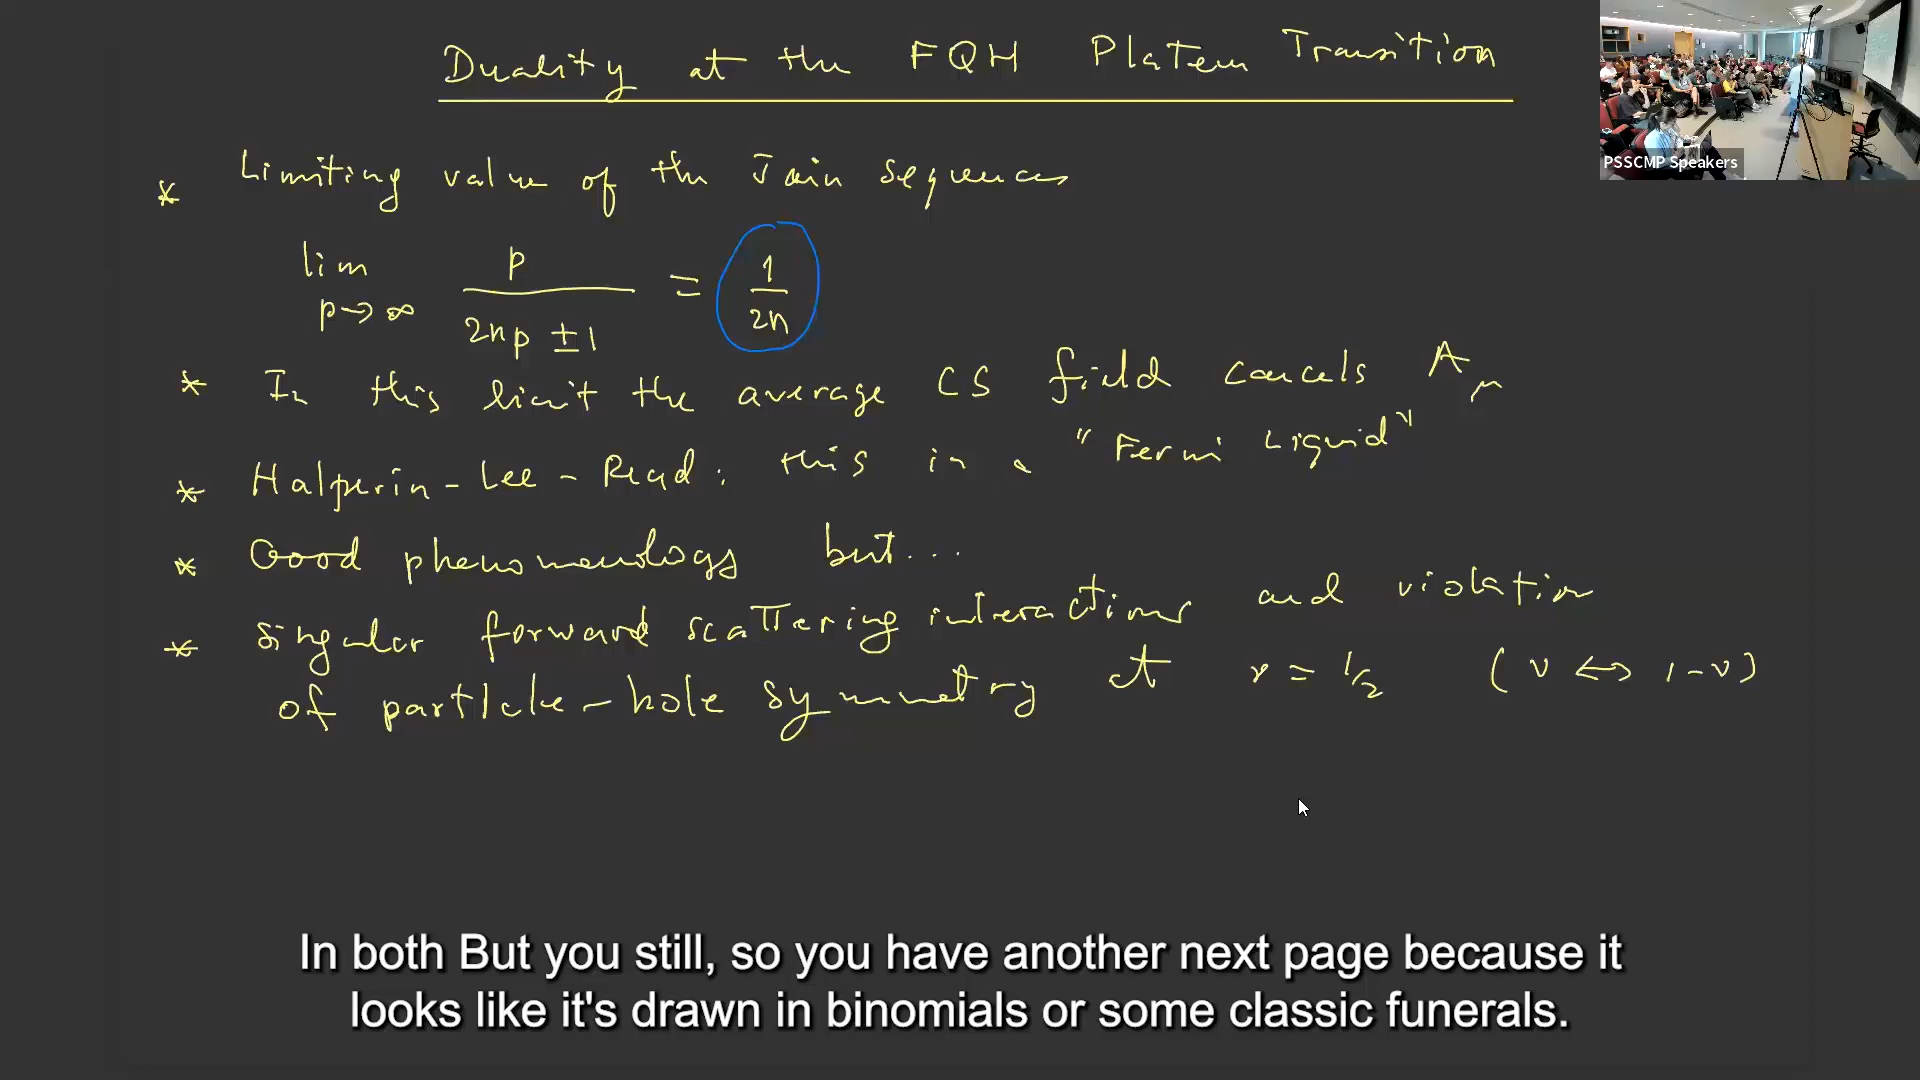 Duality at the FQH Plateau Transition
PSSCMP Speakers
* Limiting value of the Jain sequences
lim p→∞ p / (2np ± 1) = 1/2n
* In this limit the average CS field cancels Aμ
* Halperin-Lee-Read: this is a "Fermi Liquid"
* Good phenomenology but...
* Singular forward scattering interactions and violation
of particle-hole symmetry at ν = 1/2 (ν ↔ 1-ν)
In both But you still, so you have another next page because it
looks like it's drawn in binomials or some classic funerals.